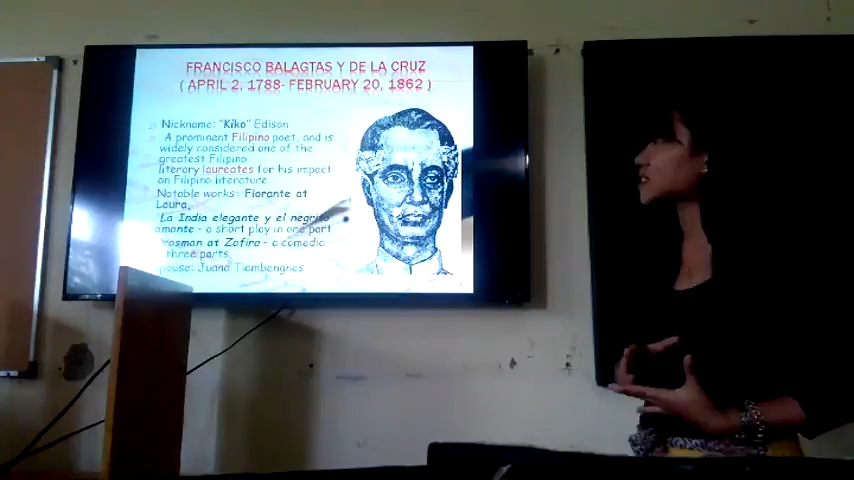 FRANCISCO BALAGTAS Y DE LA CRUZ
( APRIL 2, 1788- FEBRUARY 20, 1862 )
Nickname: "Kiko" Edison
A prominent Filipino poet, and is
widely considered one of the
greatest Filipino
literary laureates for his impact
on Filipino literature
Notable works: Florante at
Laura,
La India elegante y el negrito
amante - a short play in one part
Orosman at Zafira - a comedia
three parts.
Juana Tiambengnes